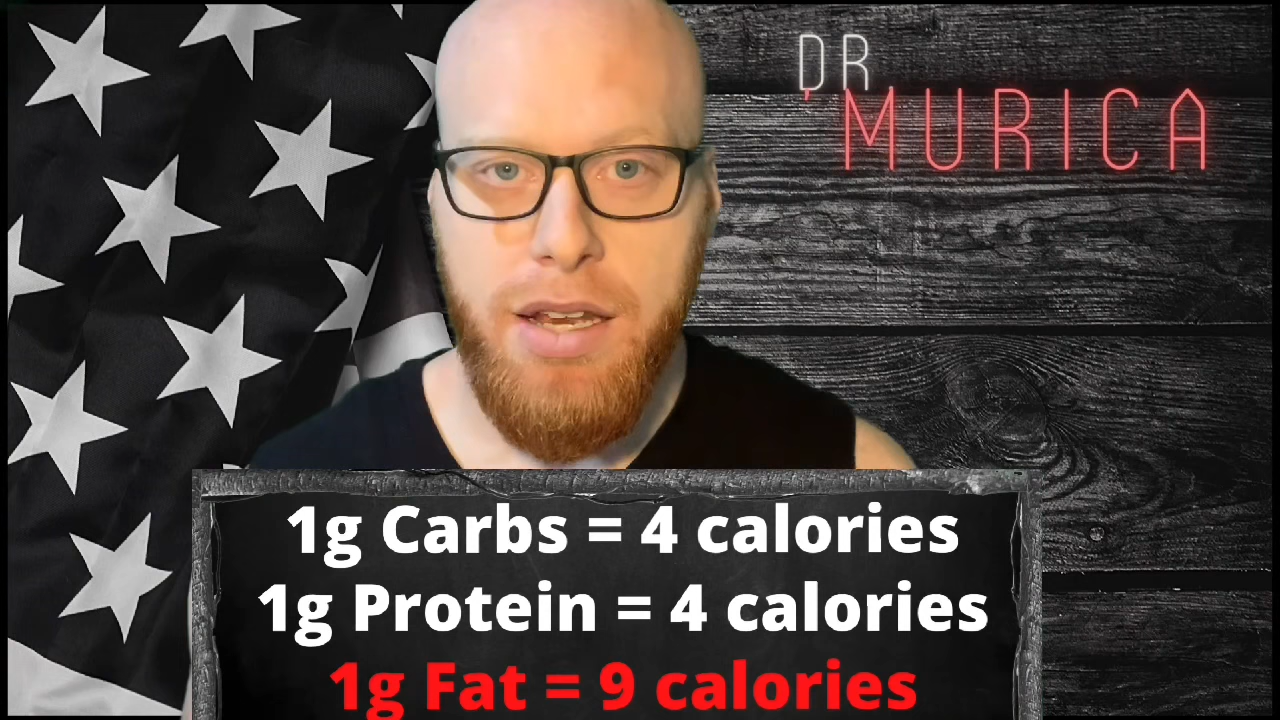 DR
'MURICA
1g Carbs = 4 calories
1g Protein = 4 calories
1g Fat = 9 calories